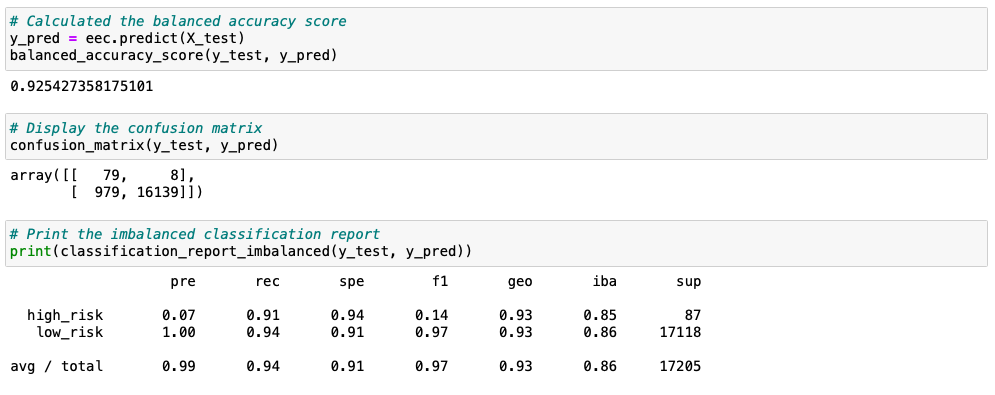 # Calculated the balanced accuracy score
y_pred = eec.predict(X_test)
balanced_accuracy_score(y_test, y_pred)
0.925427358175101
# Display the confusion matrix
confusion_matrix(y_test, y_pred)
array([[   79,     8],
       [  979, 16139]])
# Print the imbalanced classification report
print(classification_report_imbalanced(y_test, y_pred))
                   pre       rec       spe        f1       geo       iba       sup
  high_risk       0.07      0.91      0.94      0.14      0.93      0.85        87
   low_risk       1.00      0.94      0.91      0.97      0.93      0.86     17118
avg / total       0.99      0.94      0.91      0.97      0.93      0.86     17205